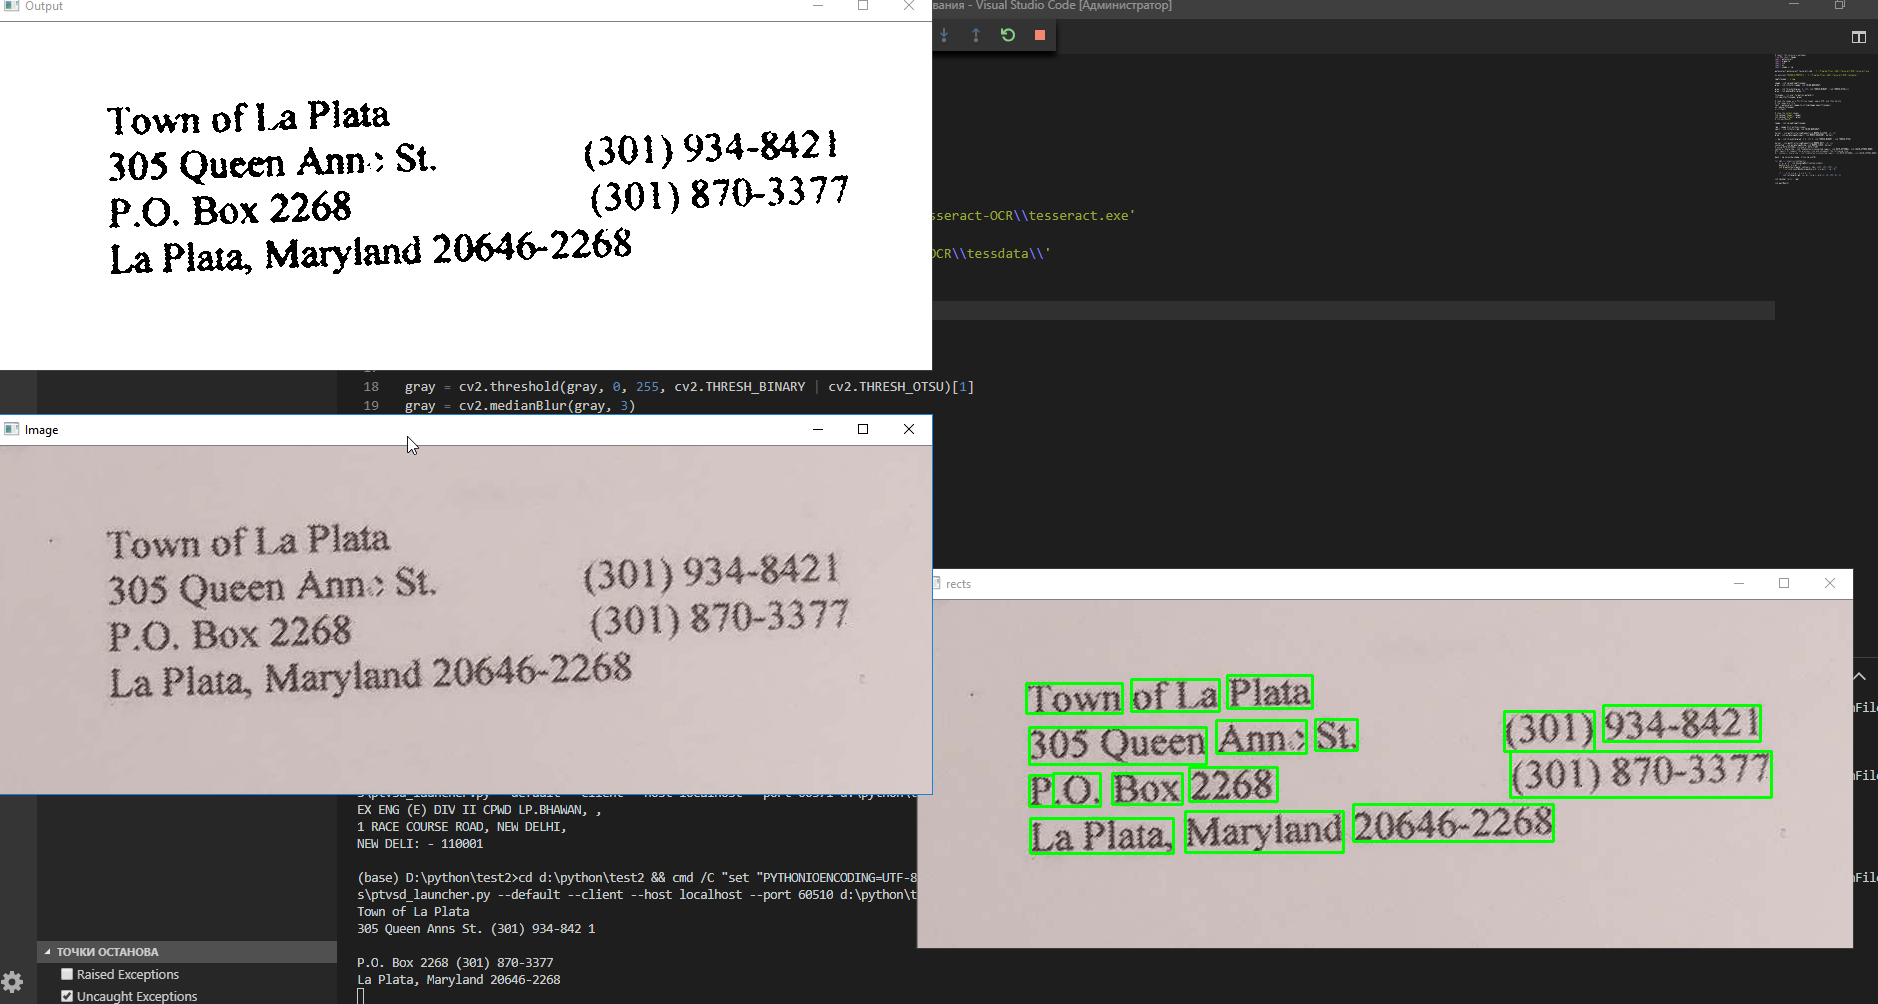 Output
вания - Visual Studio Code [Администратор]
Town of La Plata
305 Queen Anne St. (301) 934-8421
P.O. Box 2268 (301) 870-3377
La Plata, Maryland 20646-2268
sseract-OCR\\tesseract.exe'
OCR\\tessdata\\'
18 gray = cv2.threshold(gray, 0, 255, cv2.THRESH_BINARY | cv2.THRESH_OTSU)[1]
19 gray = cv2.medianBlur(gray, 3)
Image
Town of La Plata
305 Queen Anne St. (301) 934-8421
P.O. Box 2268 (301) 870-3377
La Plata, Maryland 20646-2268
rects
Town of La Plata
305 Queen Anne St. (301) 934-8421
P.O. Box 2268 (301) 870-3377
La Plata, Maryland 20646-2268
nFile
nFile
nFile
EX ENG (E) DIV II CPWD LP.BHAWAN, ,
1 RACE COURSE ROAD, NEW DELHI,
NEW DELI: - 110001
(base) D:\python\test2>cd d:\python\test2 && cmd /C "set "PYTHONIOENCODING=UTF-8
s\ptvsd_launcher.py --default --client --host localhost --port 60510 d:\python\t
Town of La Plata
305 Queen Anns St. (301) 934-842 1
P.O. Box 2268 (301) 870-3377
La Plata, Maryland 20646-2268
ТОЧКИ ОСТАНОВА
Raised Exceptions
Uncaught Exceptions